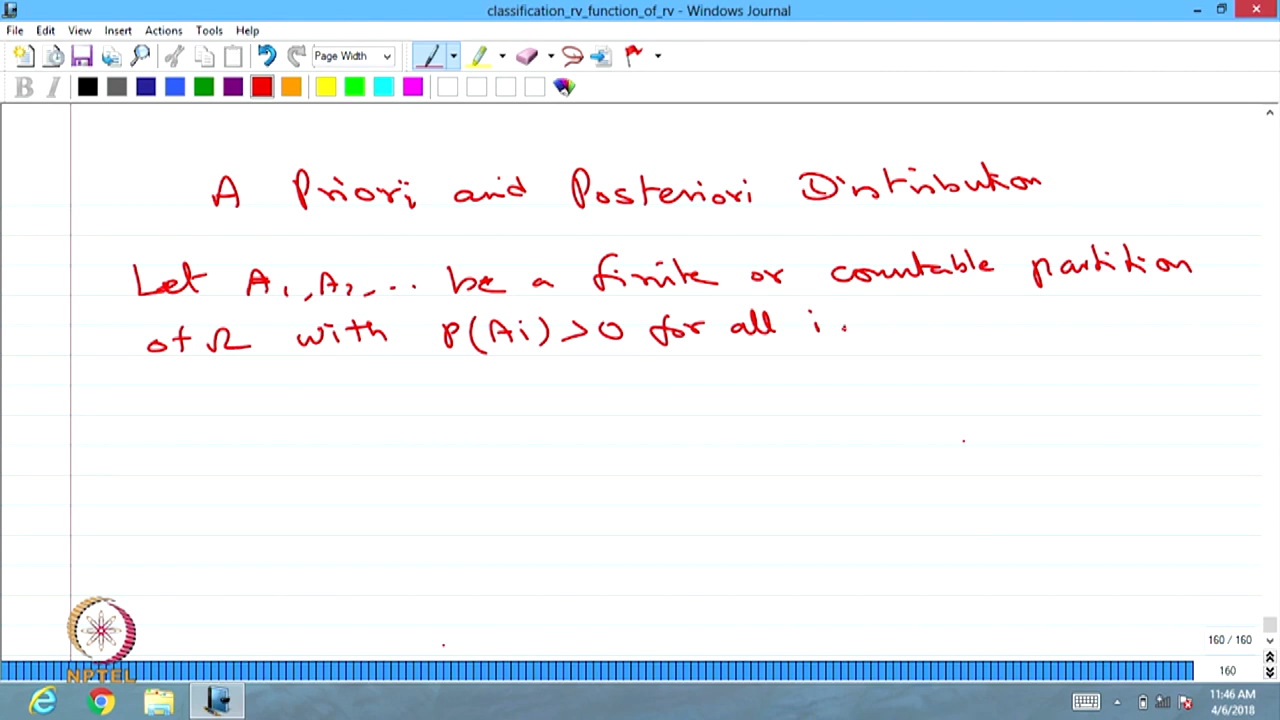 classification_rv_function_of_rv - Windows Journal
File Edit View Insert Actions Tools Help
Page Width
B I
A Priori and Posteriori Distribution
Let A1, A2, ... be a finite or countable partition
of Ω with P(Ai) > 0 for all i.
NPTEL
160 / 160
160
11:46 AM
4/6/2018